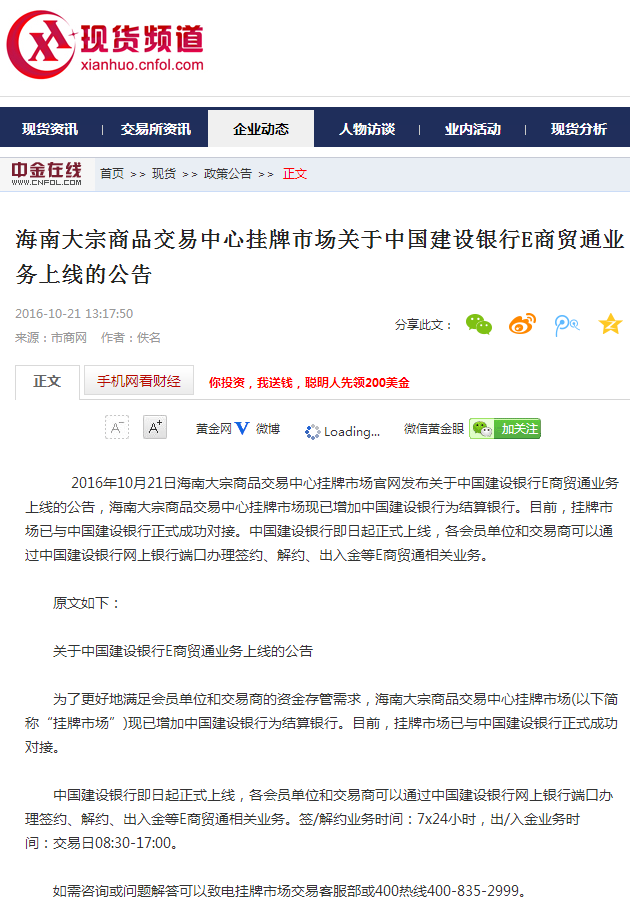 现货频道
xianhuo.cnfol.com
现货资讯 | 交易所资讯 企业动态 人物访谈 | 业内活动 | 现货分析
中金在线
WWW.CNFOL.COM
首页 >> 现货 >> 政策公告 >> 正文
海南大宗商品交易中心挂牌市场关于中国建设银行E商贸通业
务上线的公告
2016-10-21 13:17:50
来源：市商网 作者：佚名
分享此文：
正文 手机网看财经 你投资，我送钱，聪明人先领200美金
A- A+ 黄金网 V 微博 Loading... 微信黄金眼 加关注
2016年10月21日海南大宗商品交易中心挂牌市场官网发布关于中国建设银行E商贸通业务
上线的公告，海南大宗商品交易中心挂牌市场现已增加中国建设银行为结算银行。目前，挂牌市
场已与中国建设银行正式成功对接。中国建设银行即日起正式上线，各会员单位和交易商可以通
过中国建设银行网上银行端口办理签约、解约、出入金等E商贸通相关业务。
原文如下：
关于中国建设银行E商贸通业务上线的公告
为了更好地满足会员单位和交易商的资金存管需求，海南大宗商品交易中心挂牌市场(以下简
称“挂牌市场”)现已增加中国建设银行为结算银行。目前，挂牌市场已与中国建设银行正式成功
对接。
中国建设银行即日起正式上线，各会员单位和交易商可以通过中国建设银行网上银行端口办
理签约、解约、出入金等E商贸通相关业务。签/解约业务时间：7x24小时，出/入金业务时
间：交易日08:30-17:00。
如需咨询或问题解答可以致电挂牌市场交易客服部或400热线400-835-2999。